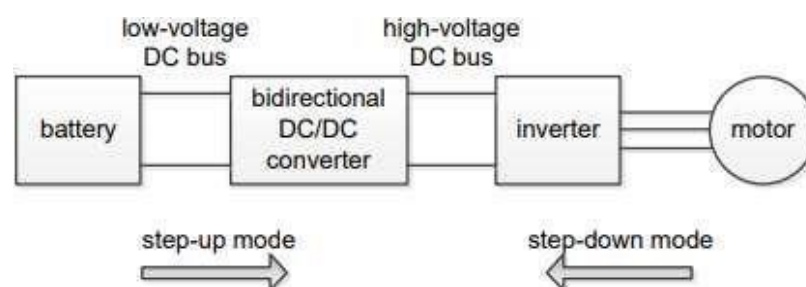 low-voltage
DC bus
high-voltage
DC bus
battery
bidirectional
DC/DC
converter
inverter
motor
step-up mode
step-down mode